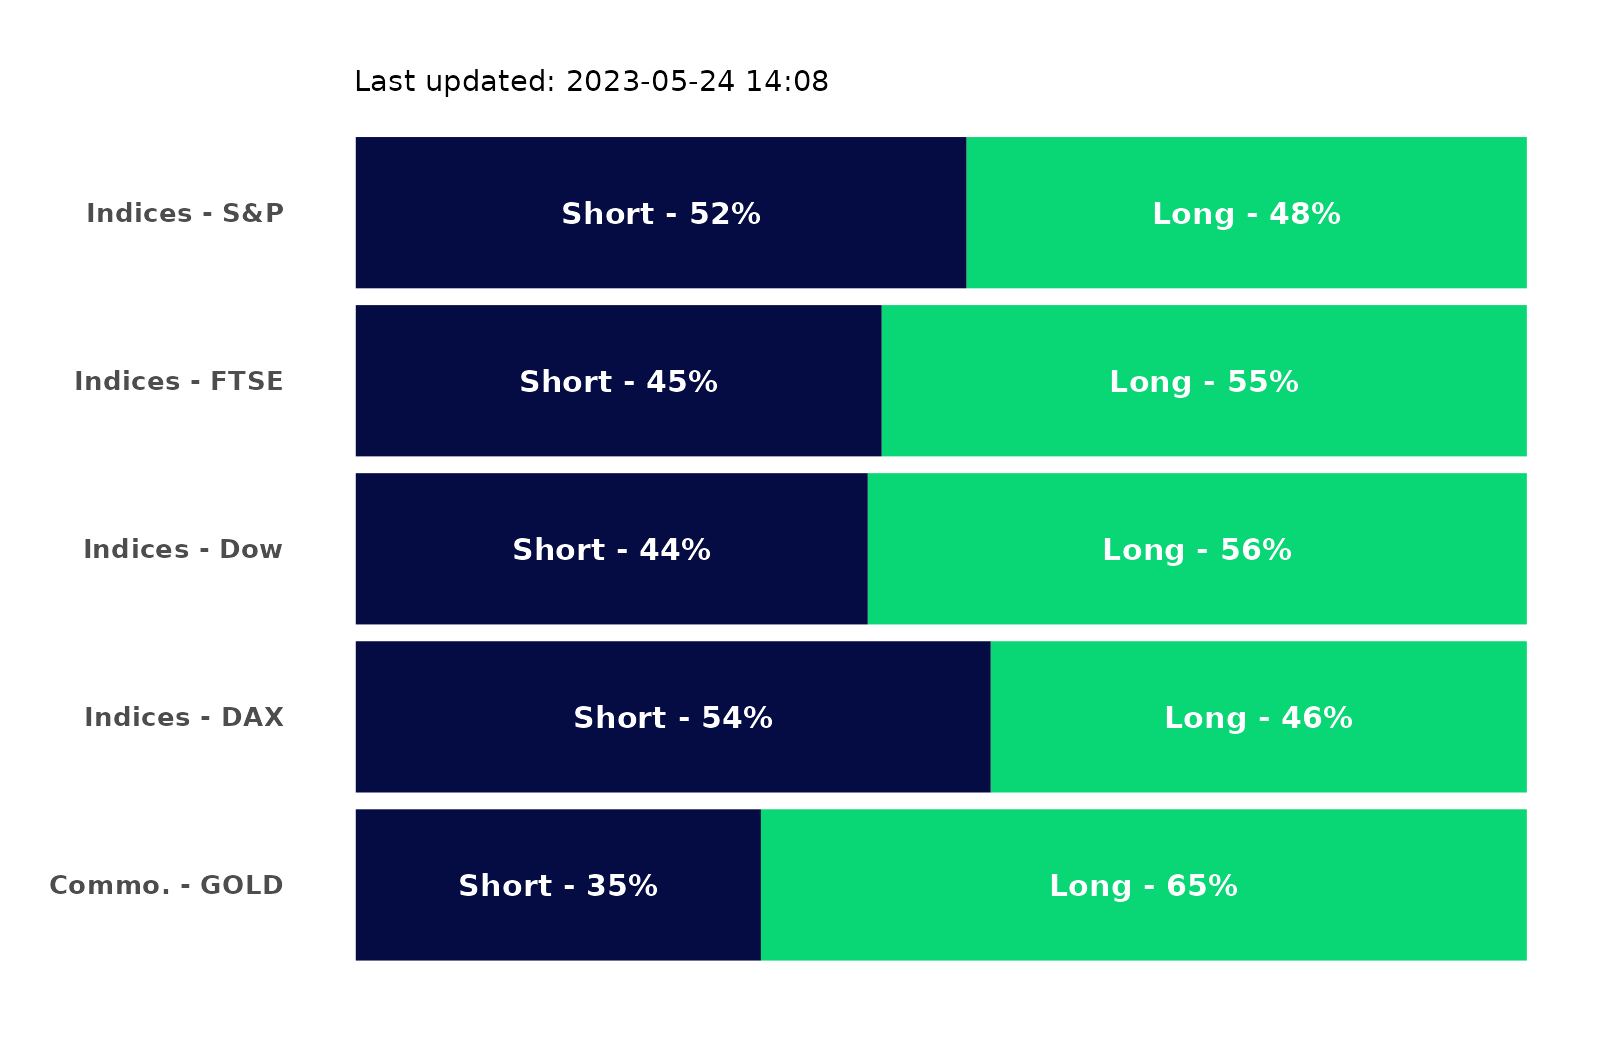 Last updated: 2023-05-24 14:08
Indices - S&P Short - 52% Long - 48%
Indices - FTSE Short - 45% Long - 55%
Indices - Dow Short - 44% Long - 56%
Indices - DAX Short - 54% Long - 46%
Commo. - GOLD Short - 35% Long - 65%